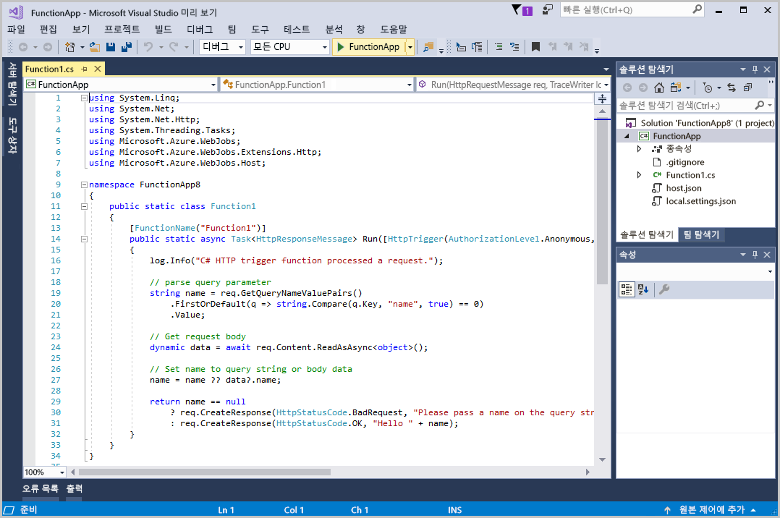 FunctionApp - Microsoft Visual Studio 미리 보기
1
빠른 실행(Ctrl+Q)
파일 편집 보기 프로젝트 빌드 디버그 팀 도구 테스트 분석 창 도움말
디버그 모든 CPU FunctionApp
서버 탐색기
도구 상자
Function1.cs
FunctionApp FunctionApp.Function1 Run(HttpRequestMessage req, TraceWriter lo
1 using System.Linq;
2 using System.Net;
3 using System.Net.Http;
4 using System.Threading.Tasks;
5 using Microsoft.Azure.WebJobs;
6 using Microsoft.Azure.WebJobs.Extensions.Http;
7 using Microsoft.Azure.WebJobs.Host;
8
9 namespace FunctionApp8
10 {
11 public static class Function1
12 {
13 [FunctionName("Function1")]
14 public static async Task<HttpResponseMessage> Run([HttpTrigger(AuthorizationLevel.Anonymous,
15 {
16 log.Info("C# HTTP trigger function processed a request.");
17
18 // parse query parameter
19 string name = req.GetQueryNameValuePairs()
20 .FirstOrDefault(q => string.Compare(q.Key, "name", true) == 0)
21 .Value;
22
23 // Get request body
24 dynamic data = await req.Content.ReadAsAsync<object>();
25
26 // Set name to query string or body data
27 name = name ?? data?.name;
28
29 return name == null
30 ? req.CreateResponse(HttpStatusCode.BadRequest, "Please pass a name on the query str
31 : req.CreateResponse(HttpStatusCode.OK, "Hello " + name);
32 }
33 }
34 }
100%
솔루션 탐색기
솔루션 탐색기 검색(Ctrl+;)
Solution 'FunctionApp8' (1 project)
FunctionApp
종속성
.gitignore
Function1.cs
host.json
local.settings.json
솔루션 탐색기 팀 탐색기
속성
오류 목록 출력
준비 Ln 1 Col 1 Ch 1 INS 원본 제어에 추가